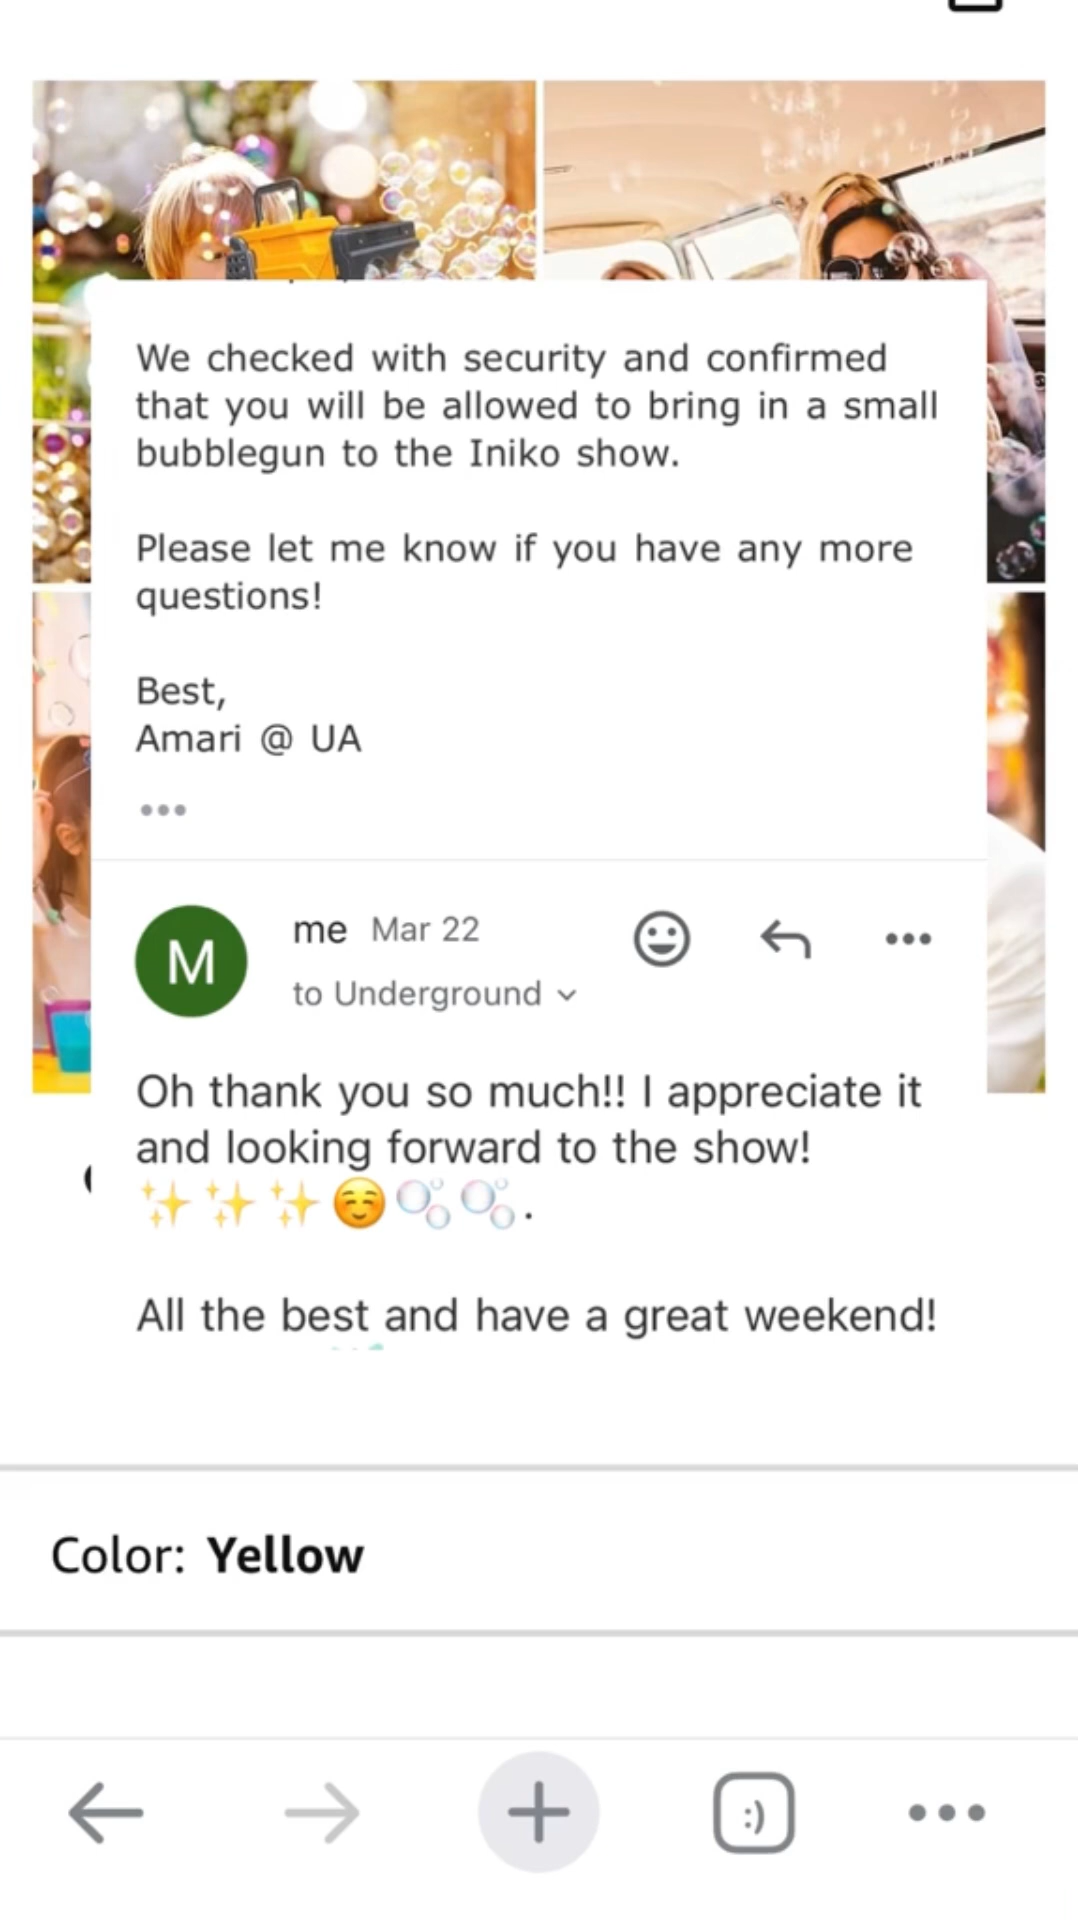 We checked with security and confirmed
that you will be allowed to bring in a small
bubblegun to the Iniko show.
Please let me know if you have any more
questions!
Best,
Amari @ UA
M
me Mar 22
to Underground
Oh thank you so much!! I appreciate it
and looking forward to the show!
✨✨✨☺️🫧🫧.
All the best and have a great weekend!
Color: Yellow
:)